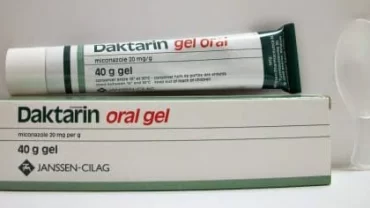 Daktarin gel oral
miconazole 20 mg/g
40 g gel
Daktarin oral gel
miconazole 20 mg per g
40 g gel
JANSSEN-CILAG